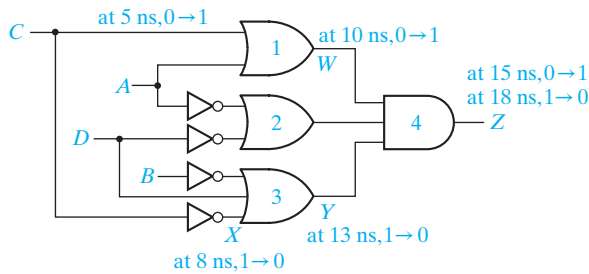 at 5 ns,0→1
C
1
at 10 ns,0→1
W
at 15 ns,0→1
at 18 ns,1→0
A
2
4
Z
D
B
3
Y
X
at 13 ns,1→0
at 8 ns,1→0